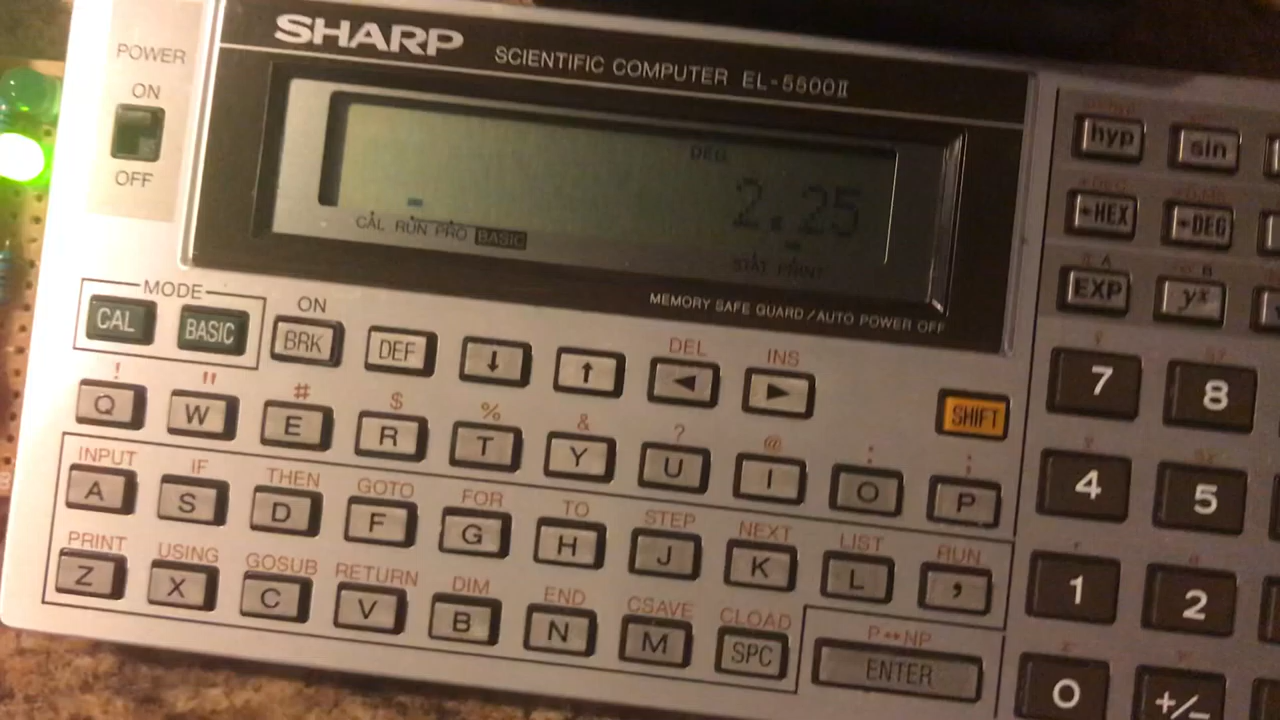 SHARP SCIENTIFIC COMPUTER EL-5500II
POWER
ON
OFF
DEG
2.25
CAL RUN PRO BASIC
STAT PRINT
MEMORY SAFE GUARD/AUTO POWER OFF
MODE
CAL BASIC
ON
BRK DEF ↓ ↑ ◄ ►
DEL INS
SHIFT
! " # $ % & ? @ : ;
Q W E R T Y U I O P
INPUT IF THEN GOTO FOR TO STEP NEXT LIST RUN
A S D F G H J K L ,
PRINT USING GOSUB RETURN DIM END CSAVE CLOAD
Z X C V B N M SPC
P↔NP
ENTER
hyp sin
→HEX →DEG
A B
EXP yx
7 8
4 5
1 2
0 +/−